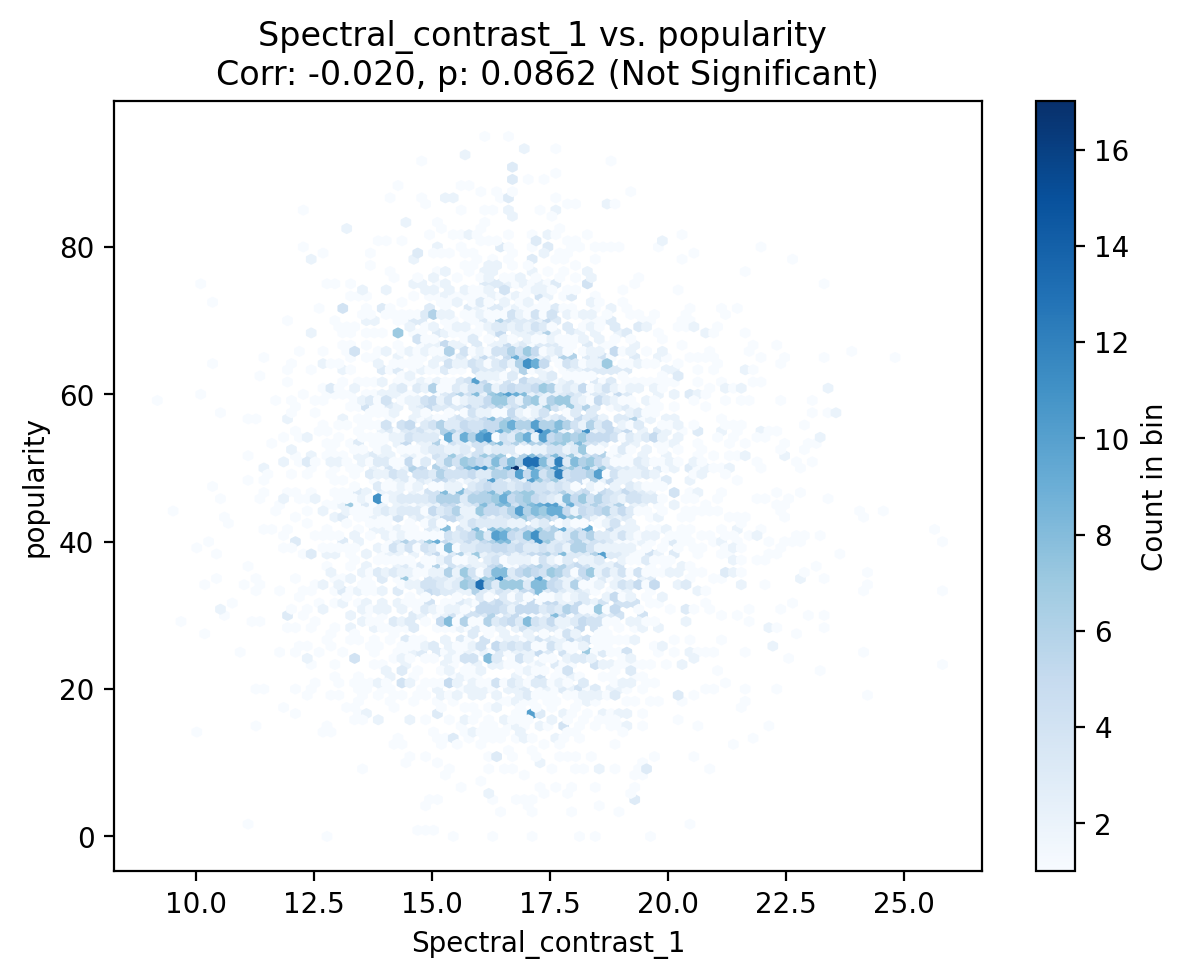 Spectral_contrast_1 vs. popularity
Corr: -0.020, p: 0.0862 (Not Significant)
popularity
80
60
40
20
0
10.0 12.5 15.0 17.5 20.0 22.5 25.0
Spectral_contrast_1
16
14
12
10
8
6
4
2
Count in bin